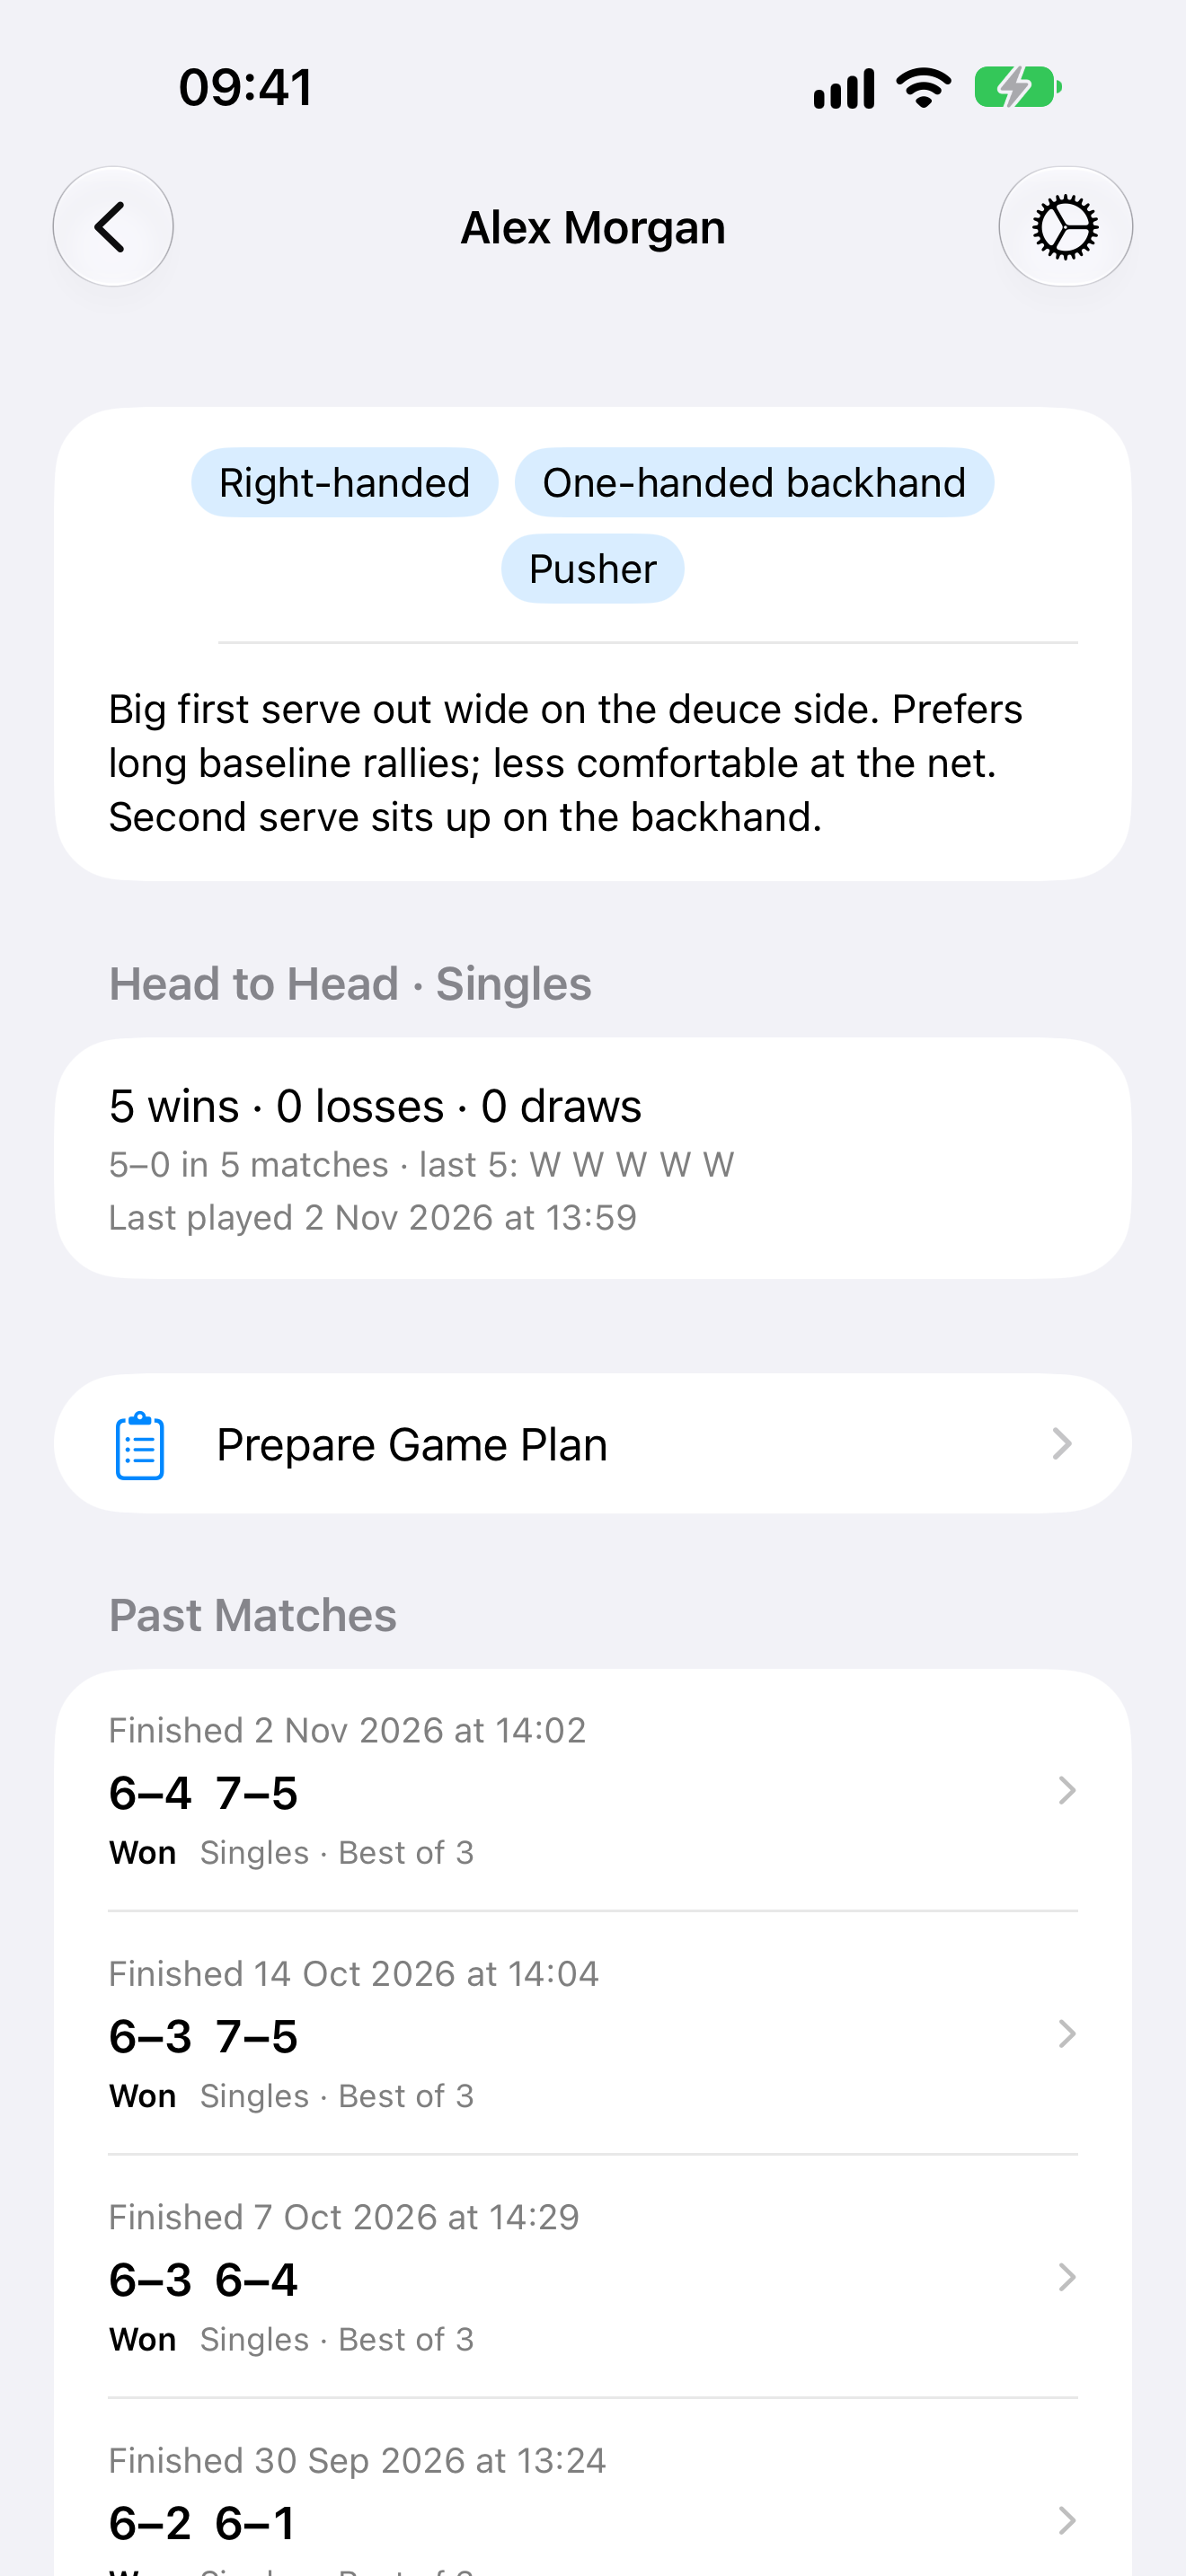 09:41
Alex Morgan
Right-handed
One-handed backhand
Pusher
Big first serve out wide on the deuce side. Prefers
long baseline rallies; less comfortable at the net.
Second serve sits up on the backhand.
Head to Head · Singles
5 wins · 0 losses · 0 draws
5–0 in 5 matches · last 5: W W W W W
Last played 2 Nov 2026 at 13:59
Prepare Game Plan
Past Matches
Finished 2 Nov 2026 at 14:02
6–4 7–5
Won Singles · Best of 3
Finished 14 Oct 2026 at 14:04
6–3 7–5
Won Singles · Best of 3
Finished 7 Oct 2026 at 14:29
6–3 6–4
Won Singles · Best of 3
Finished 30 Sep 2026 at 13:24
6–2 6–1